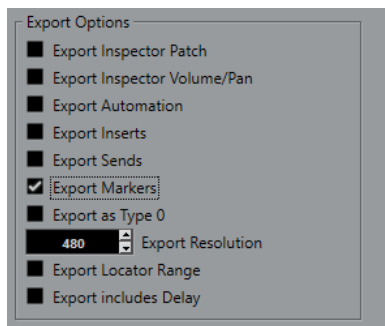 Export Options
Export Inspector Patch
Export Inspector Volume/Pan
Export Automation
Export Inserts
Export Sends
Export Markers
Export as Type 0
480 Export Resolution
Export Locator Range
Export includes Delay